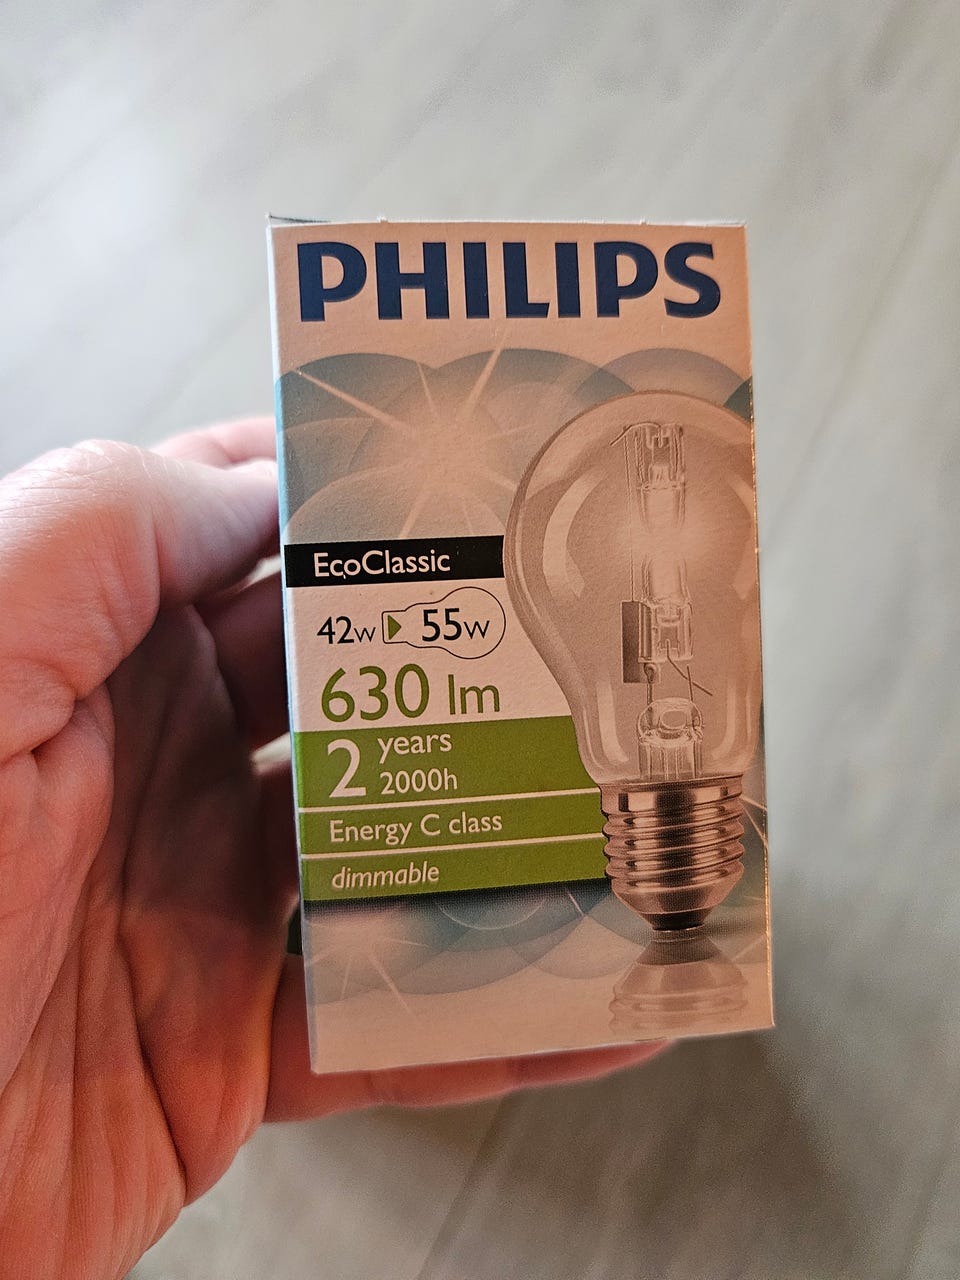 PHILIPS
EcoClassic
42w 55w
630 lm
2 years
2000h
Energy C class
dimmable